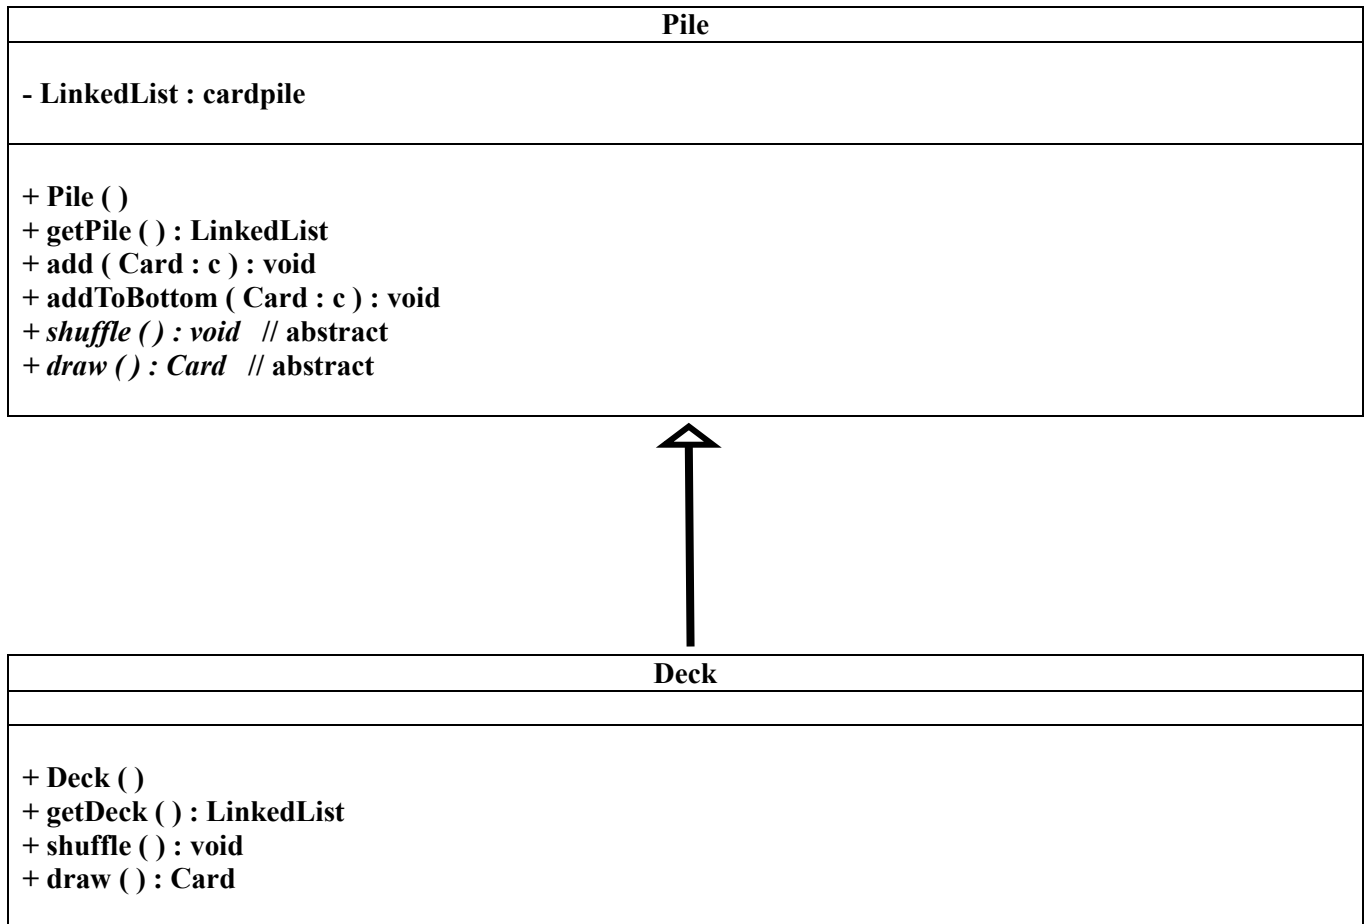 Pile
- LinkedList : cardpile
+ Pile ( )
+ getPile ( ) : LinkedList
+ add ( Card : c ) : void
+ addToBottom ( Card : c ) : void
+ shuffle ( ) : void // abstract
+ draw ( ) : Card // abstract
Deck
+ Deck ( )
+ getDeck ( ) : LinkedList
+ shuffle ( ) : void
+ draw ( ) : Card